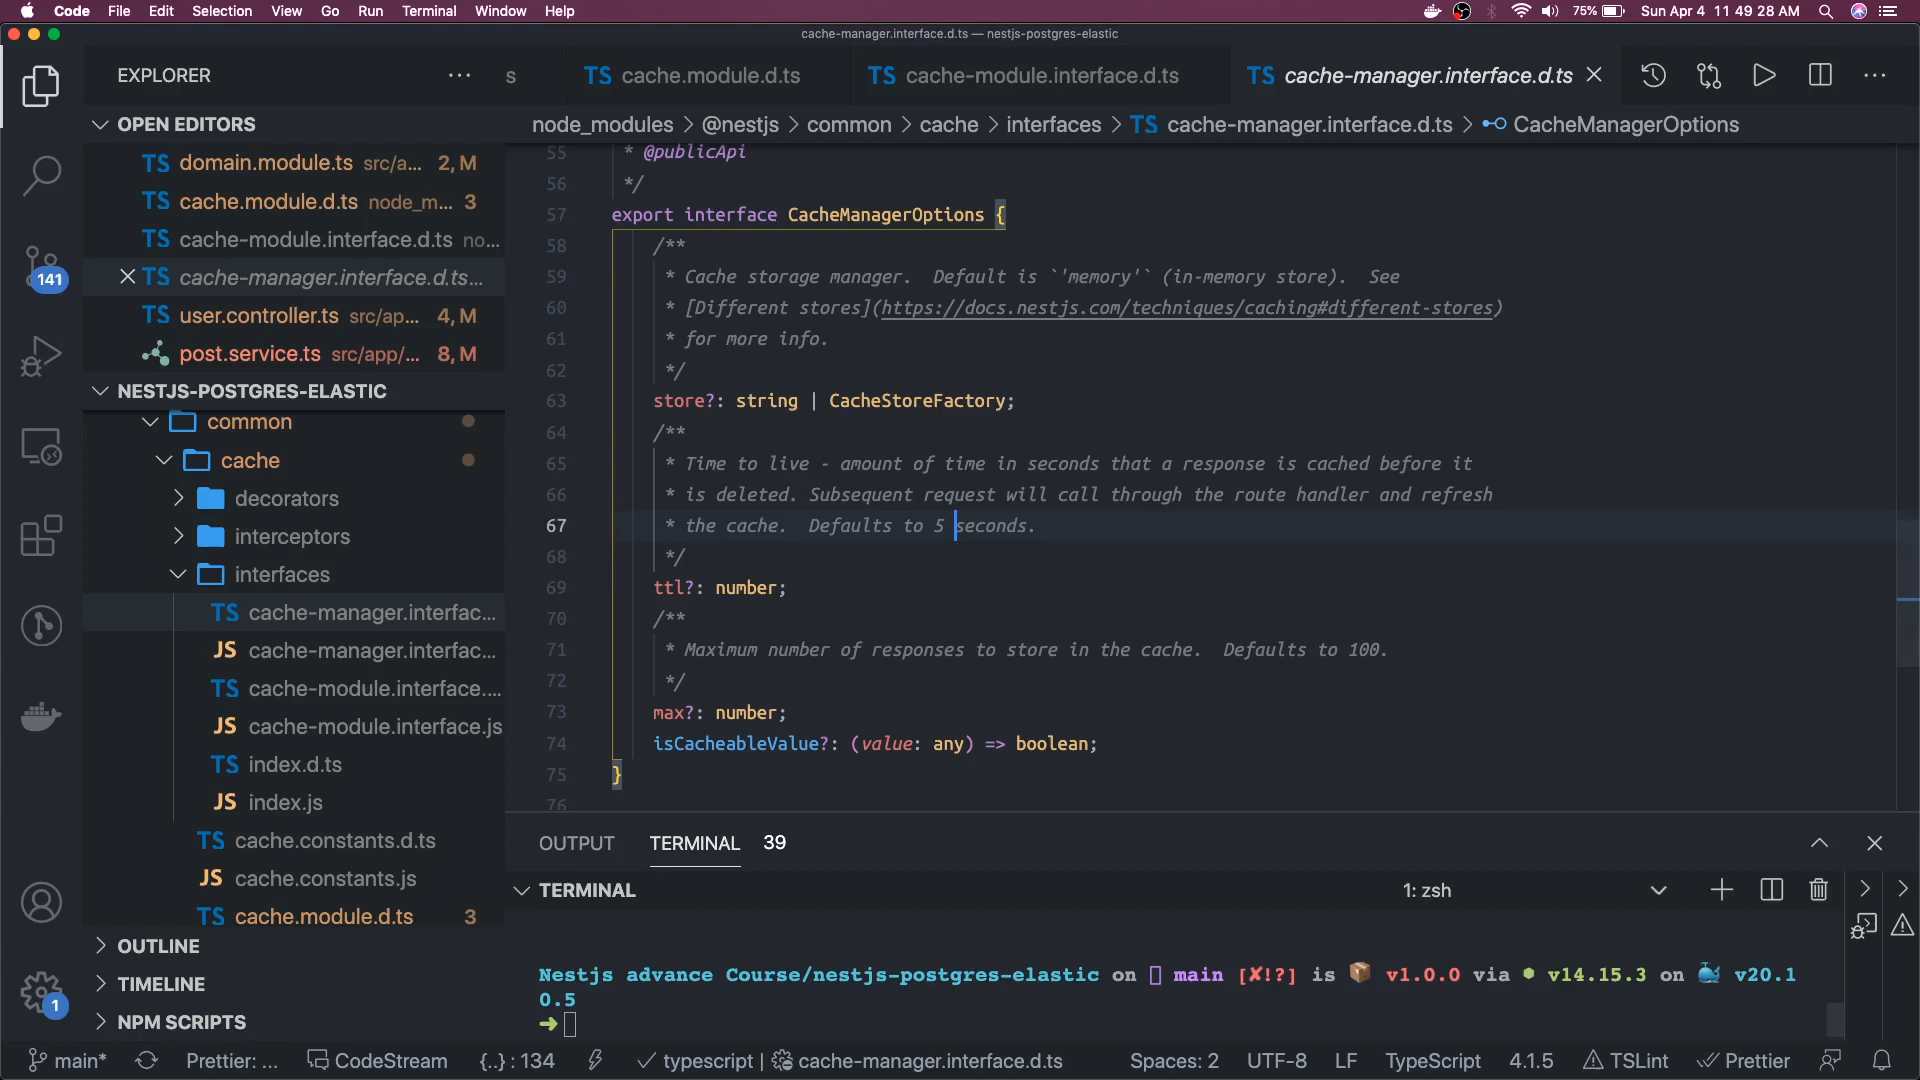 Code File Edit Selection View Go Run Terminal Window Help 75% Sun Apr 4 11 49 28 AM
cache-manager.interface.d.ts — nestjs-postgres-elastic
EXPLORER ... s TS cache.module.d.ts TS cache-module.interface.d.ts TS cache-manager.interface.d.ts
node_modules > @nestjs > common > cache > interfaces > TS cache-manager.interface.d.ts > CacheManagerOptions
OPEN EDITORS
TS domain.module.ts src/a... 2, M
TS cache.module.d.ts node_m... 3
TS cache-module.interface.d.ts no...
TS cache-manager.interface.d.ts...
TS user.controller.ts src/ap... 4, M
post.service.ts src/app/... 8, M
141
NESTJS-POSTGRES-ELASTIC
common
cache
decorators
interceptors
interfaces
TS cache-manager.interfac...
JS cache-manager.interfac...
TS cache-module.interface....
JS cache-module.interface.js
TS index.d.ts
JS index.js
TS cache.constants.d.ts
JS cache.constants.js
TS cache.module.d.ts 3
OUTLINE
TIMELINE
NPM SCRIPTS
1
55 * @publicApi
56 */
57 export interface CacheManagerOptions {
58 /**
59 * Cache storage manager.  Default is `'memory'` (in-memory store).  See
60 * [Different stores](https://docs.nestjs.com/techniques/caching#different-stores)
61 * for more info.
62 */
63 store?: string | CacheStoreFactory;
64 /**
65 * Time to live - amount of time in seconds that a response is cached before it
66 * is deleted. Subsequent request will call through the route handler and refresh
67 * the cache.  Defaults to 5 seconds.
68 */
69 ttl?: number;
70 /**
71 * Maximum number of responses to store in the cache.  Defaults to 100.
72 */
73 max?: number;
74 isCacheableValue?: (value: any) => boolean;
75 }
76
OUTPUT TERMINAL 39
TERMINAL 1: zsh
Nestjs advance Course/nestjs-postgres-elastic on main [✘!?] is 📦 v1.0.0 via ● v14.15.3 on 🐳 v20.1
0.5
➜
main* Prettier: ... CodeStream {..} : 134 typescript | cache-manager.interface.d.ts Spaces: 2 UTF-8 LF TypeScript 4.1.5 TSLint Prettier